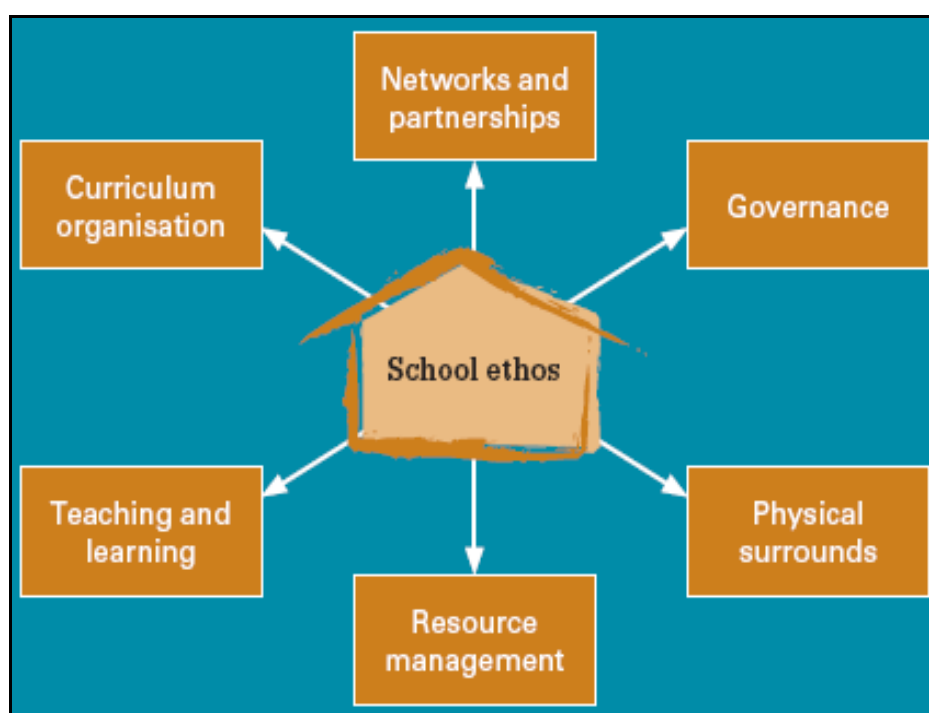 Networks and
partnerships
Curriculum
organisation
Governance
School ethos
Teaching and
learning
Physical
surrounds
Resource
management